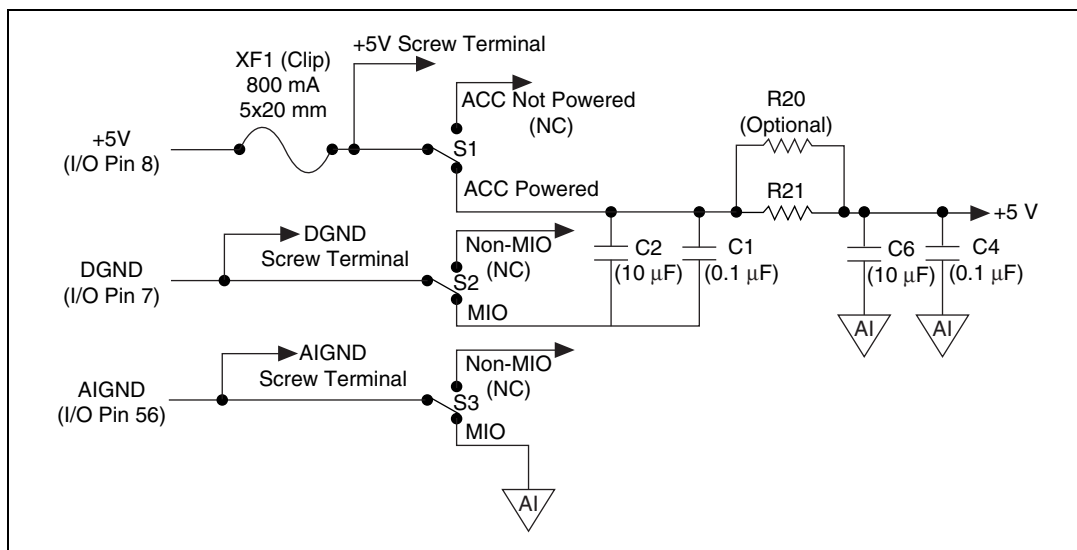 XF1 (Clip)
800 mA
5x20 mm
+5V Screw Terminal
ACC Not Powered
(NC)
+5V
(I/O Pin 8)
S1
ACC Powered
R20
(Optional)
R21
+5 V
DGND
Screw Terminal
DGND
(I/O Pin 7)
Non-MIO
(NC)
S2
MIO
C2
(10 µF)
C1
(0.1 µF)
C6
(10 µF)
C4
(0.1 µF)
AI
AI
AIGND
Screw Terminal
AIGND
(I/O Pin 56)
Non-MIO
(NC)
S3
MIO
AI